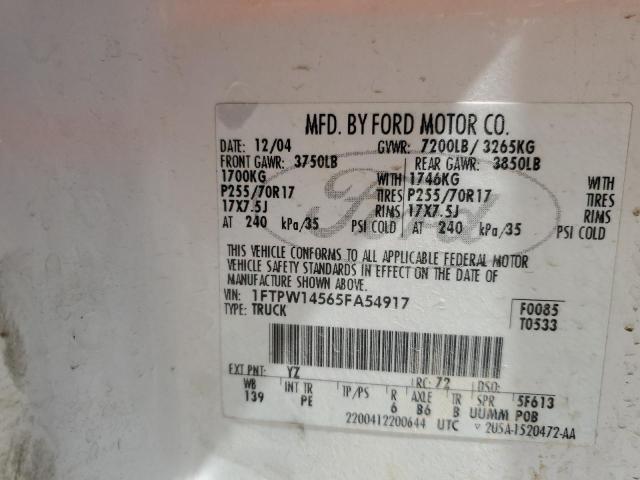 MFD. BY FORD MOTOR CO.
DATE: 12/04 GVWR: 7200LB/ 3265KG
FRONT GAWR: 3750LB REAR GAWR: 3850LB
1700KG WITH 1746KG WITH
P255/70R17 TIRES P255/70R17 TIRES
17X7.5J RIMS 17X7.5J RIMS
AT 240 kPa/35 PSI COLD AT 240 kPa/35 PSI COLD
Ford
THIS VEHICLE CONFORMS TO ALL APPLICABLE FEDERAL MOTOR
VEHICLE SAFETY STANDARDS IN EFFECT ON THE DATE OF
MANUFACTURE SHOWN ABOVE.
VIN: 1FTPW14565FA54917 F0085
TYPE: TRUCK T0533
EXT PNT: YZ RC: 72 DSO:
WB INT TR TP/PS R AXLE TR SPR 5F613
139 PE 6 B6 B UUMM POB
2200412200644 UTC ▽ 2U5A-1520472-AA